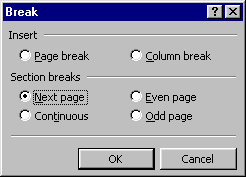 Break
Insert
Page break Column break
Section breaks
Next page Even page
Continuous Odd page
OK Cancel